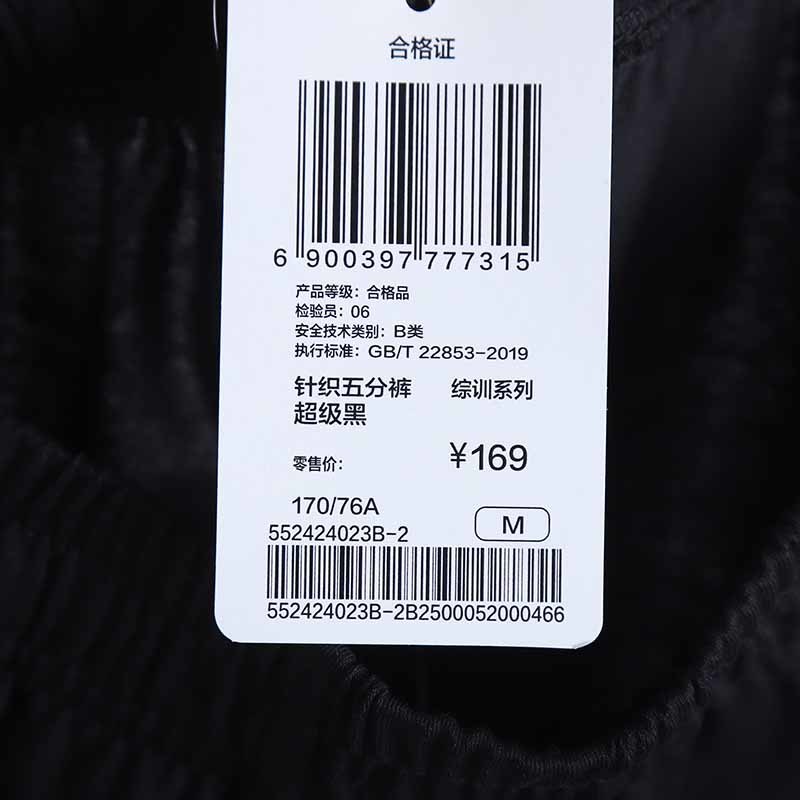 合格证
6 900397 777315
产品等级：合格品
检验员：06
安全技术类别：B类
执行标准：GB/T 22853-2019
针织五分裤 综训系列
超级黑
零售价： ¥169
170/76A
552424023B-2 M
552424023B-2B2500052000466